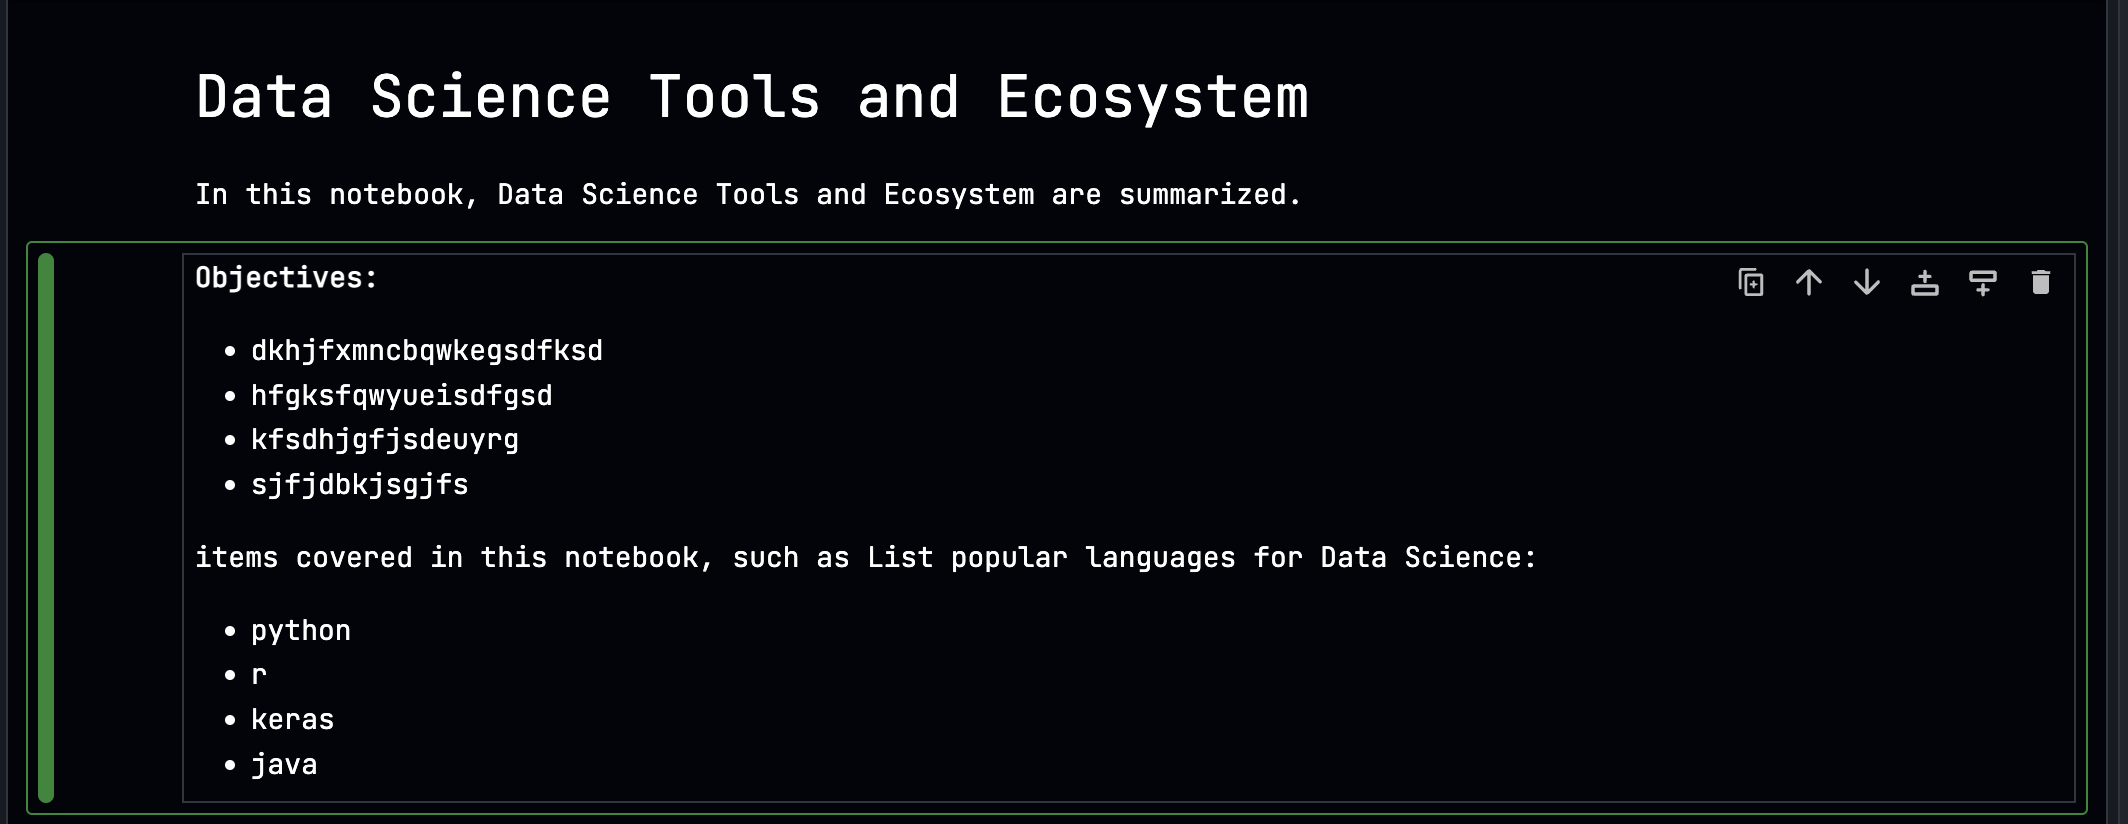 Data Science Tools and Ecosystem
In this notebook, Data Science Tools and Ecosystem are summarized.
Objectives:
• dkhjfxmncbqwkegsdfksd
• hfgksfqwyueisdfgsd
• kfsdhjgfjsdeuyrg
• sjfjdbkjsgjfs
items covered in this notebook, such as List popular languages for Data Science:
• python
• r
• keras
• java